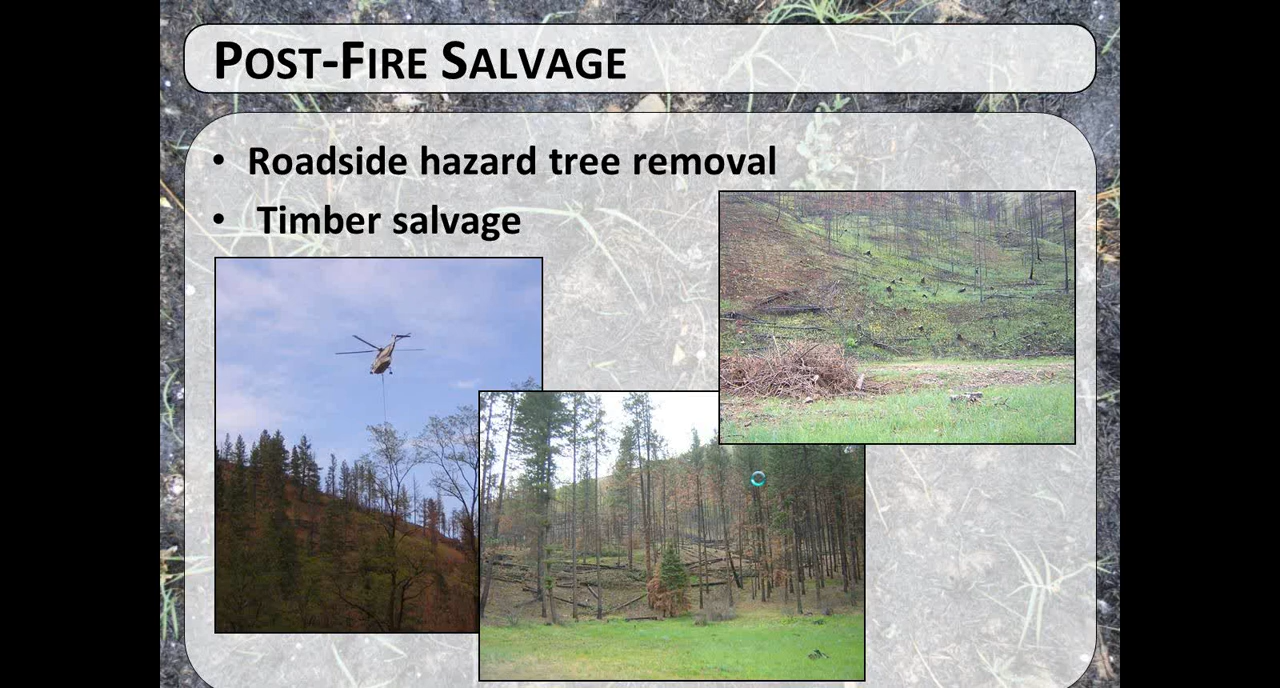 Post-Fire Salvage
• Roadside hazard tree removal
• Timber salvage